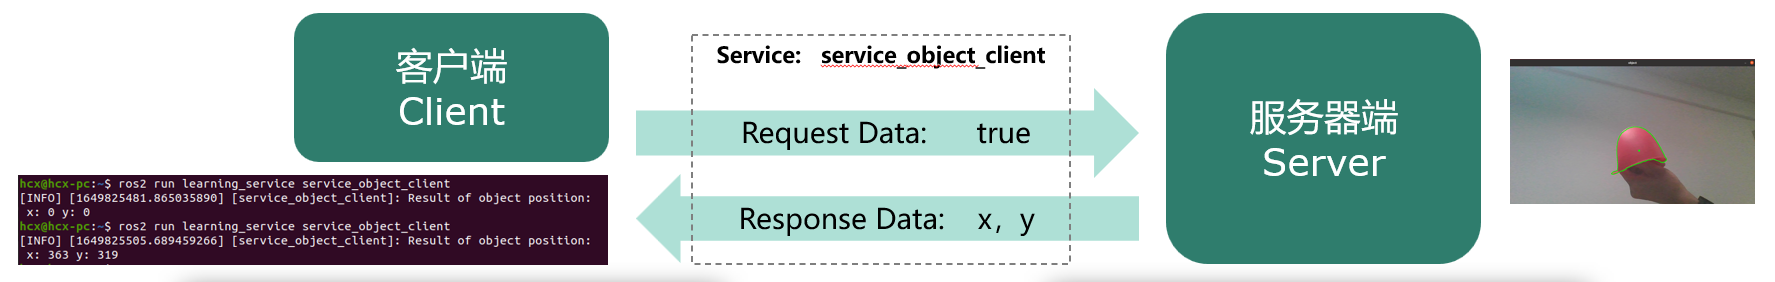 客户端
Client
hcx@hcx-pc:~$ ros2 run learning_service service_object_client
[INFO] [1649825481.865035890] [service_object_client]: Result of object position:
x: 0 y: 0
hcx@hcx-pc:~$ ros2 run learning_service service_object_client
[INFO] [1649825505.689459266] [service_object_client]: Result of object position:
x: 363 y: 319
Service: service_object_client
Request Data: true
Response Data: x, y
服务器端
Server